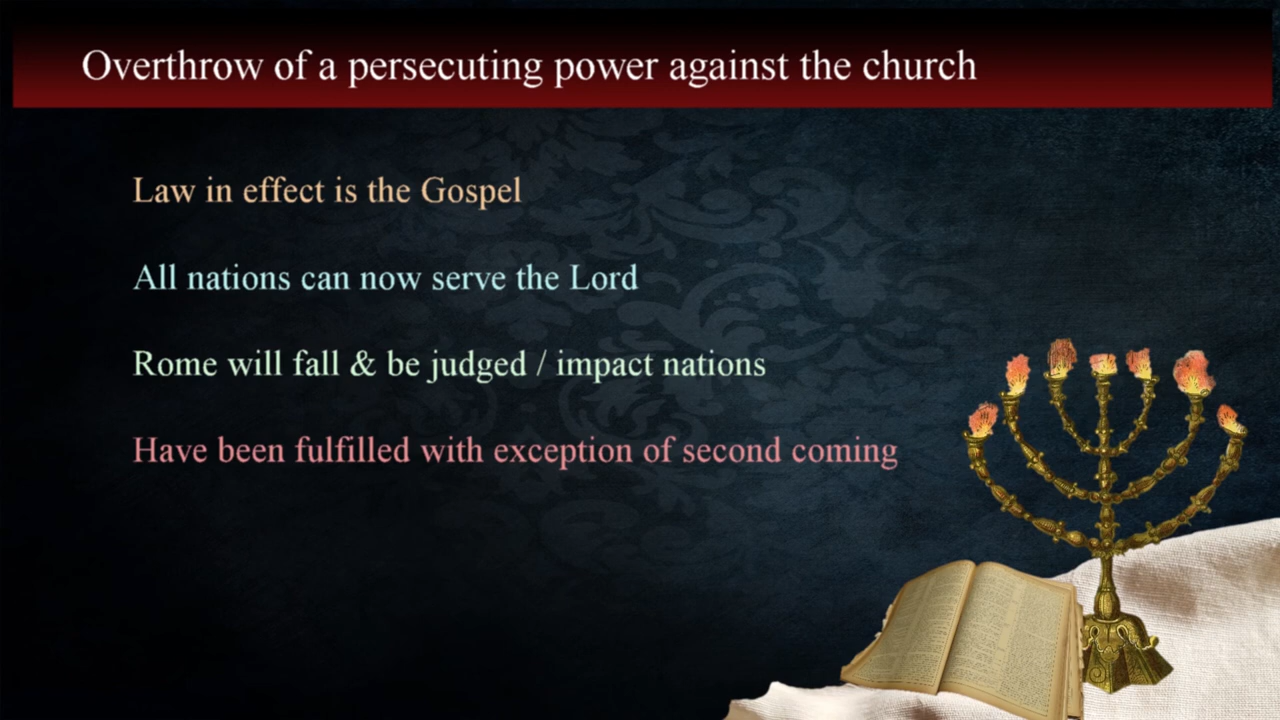 Overthrow of a persecuting power against the church
Law in effect is the Gospel
All nations can now serve the Lord
Rome will fall & be judged / impact nations
Have been fulfilled with exception of second coming